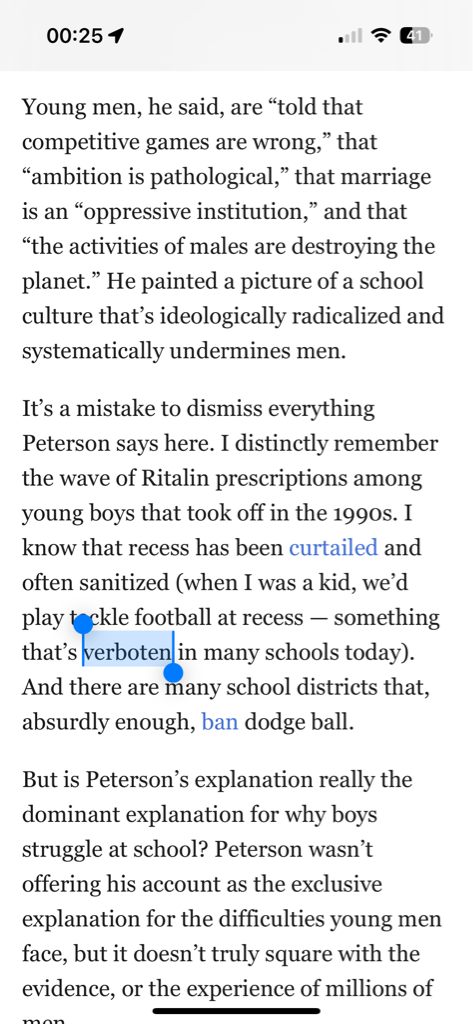 00:25
41
Young men, he said, are “told that
competitive games are wrong,” that
“ambition is pathological,” that marriage
is an “oppressive institution,” and that
“the activities of males are destroying the
planet.” He painted a picture of a school
culture that’s ideologically radicalized and
systematically undermines men.
It’s a mistake to dismiss everything
Peterson says here. I distinctly remember
the wave of Ritalin prescriptions among
young boys that took off in the 1990s. I
know that recess has been curtailed and
often sanitized (when I was a kid, we’d
play tackle football at recess — something
that’s verboten in many schools today).
And there are many school districts that,
absurdly enough, ban dodge ball.
But is Peterson’s explanation really the
dominant explanation for why boys
struggle at school? Peterson wasn’t
offering his account as the exclusive
explanation for the difficulties young men
face, but it doesn’t truly square with the
evidence, or the experience of millions of
men